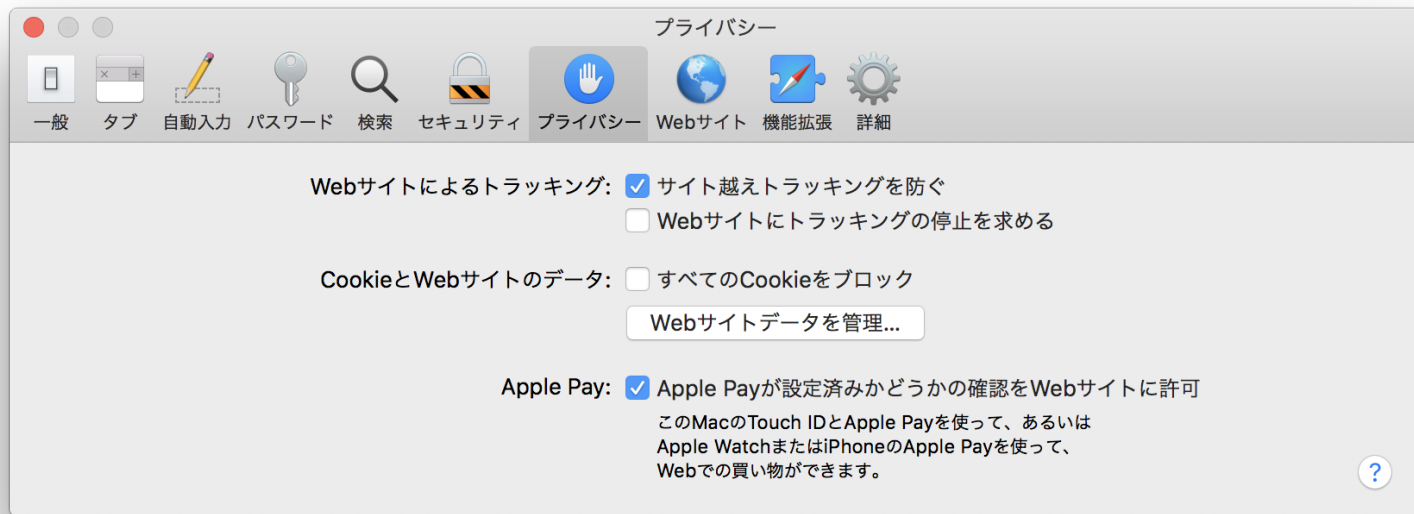 プライバシー
一般 タブ 自動入力 パスワード 検索 セキュリティ プライバシー Webサイト 機能拡張 詳細
Webサイトによるトラッキング: サイト越えトラッキングを防ぐ
Webサイトにトラッキングの停止を求める
CookieとWebサイトのデータ: すべてのCookieをブロック
Webサイトデータを管理...
Apple Pay: Apple Payが設定済みかどうかの確認をWebサイトに許可
このMacのTouch IDとApple Payを使って、あるいは
Apple WatchまたはiPhoneのApple Payを使って、
Webでの買い物ができます。
?